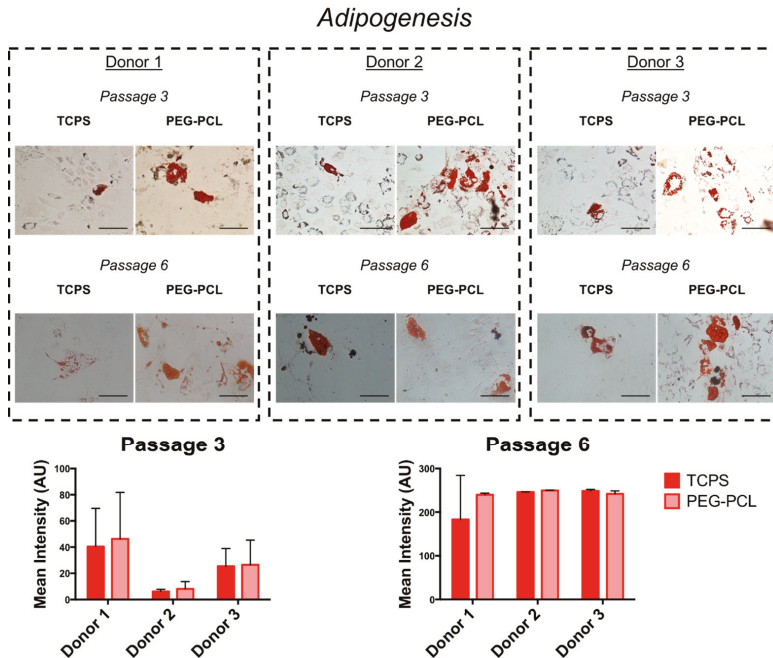 Adipogenesis
Donor 1 Donor 2 Donor 3
Passage 3 Passage 3 Passage 3
TCPS PEG-PCL TCPS PEG-PCL TCPS PEG-PCL
Passage 6 Passage 6 Passage 6
TCPS PEG-PCL TCPS PEG-PCL TCPS PEG-PCL
Passage 3
Mean Intensity (AU)
100
80
60
40
20
0
Donor 1 Donor 2 Donor 3
Passage 6
Mean Intensity (AU)
300
200
100
0
Donor 1 Donor 2 Donor 3
TCPS
PEG-PCL